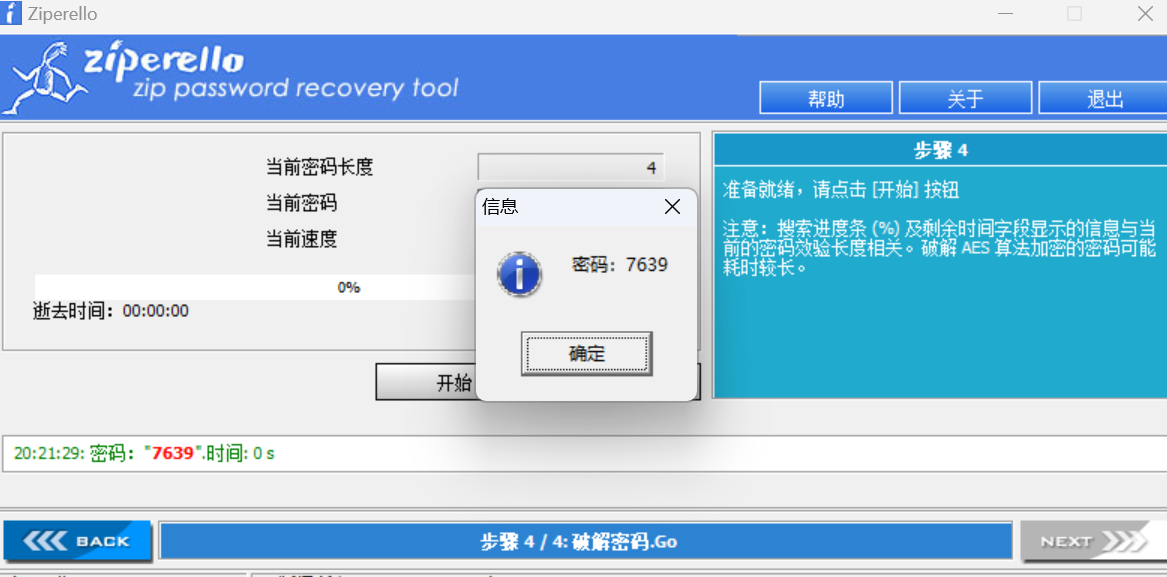 Ziperello
ziperello
zip password recovery tool
帮助
关于
退出
当前密码长度
4
当前密码
当前速度
0%
逝去时间：00:00:00
开始
信息
密码：7639
确定
步骤 4
准备就绪，请点击 [开始] 按钮
注意：搜索进度条 (%) 及剩余时间字段显示的信息与当
前的密码效验长度相关。破解 AES 算法加密的密码可能
耗时较长。
20:21:29: 密码："7639".时间: 0 s
BACK
步骤 4 / 4: 破解密码.Go
NEXT